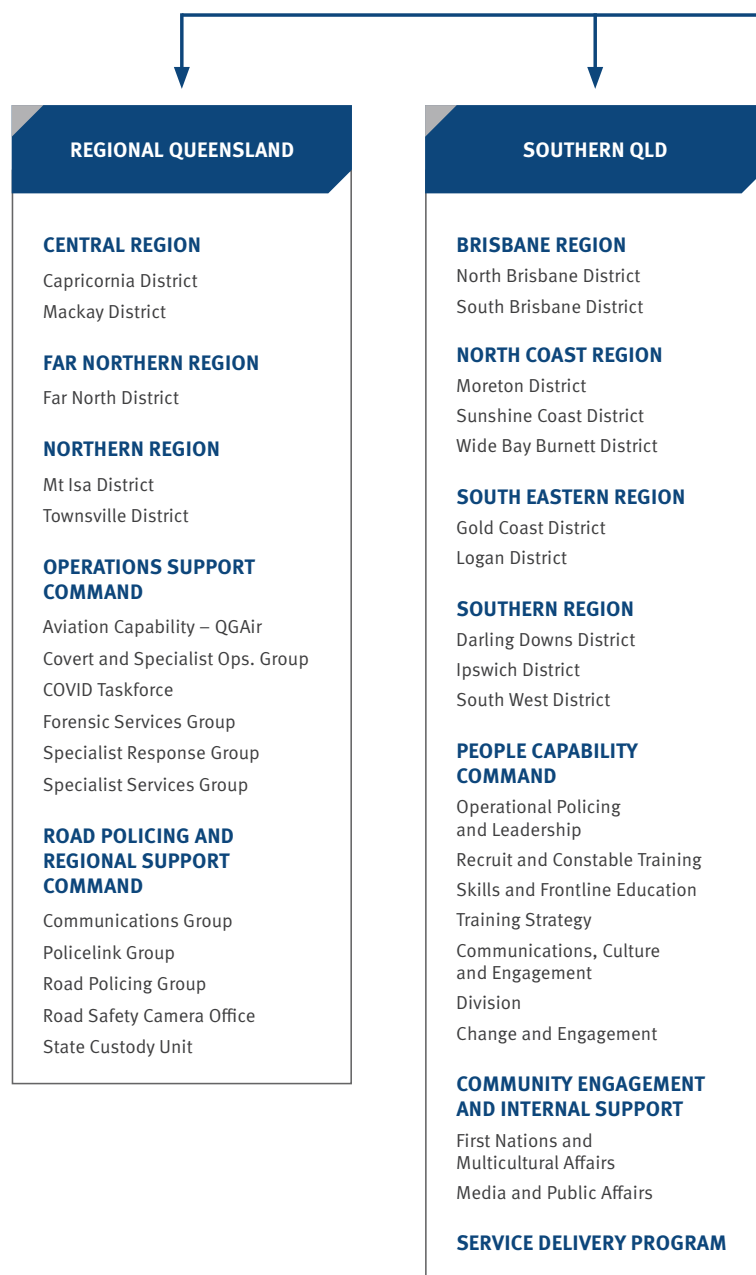 REGIONAL QUEENSLAND
CENTRAL REGION
Capricornia District
Mackay District
FAR NORTHERN REGION
Far North District
NORTHERN REGION
Mt Isa District
Townsville District
OPERATIONS SUPPORT
COMMAND
Aviation Capability – QGAir
Covert and Specialist Ops. Group
COVID Taskforce
Forensic Services Group
Specialist Response Group
Specialist Services Group
ROAD POLICING AND
REGIONAL SUPPORT
COMMAND
Communications Group
Policelink Group
Road Policing Group
Road Safety Camera Office
State Custody Unit
SOUTHERN QLD
BRISBANE REGION
North Brisbane District
South Brisbane District
NORTH COAST REGION
Moreton District
Sunshine Coast District
Wide Bay Burnett District
SOUTH EASTERN REGION
Gold Coast District
Logan District
SOUTHERN REGION
Darling Downs District
Ipswich District
South West District
PEOPLE CAPABILITY
COMMAND
Operational Policing
and Leadership
Recruit and Constable Training
Skills and Frontline Education
Training Strategy
Communications, Culture
and Engagement
Division
Change and Engagement
COMMUNITY ENGAGEMENT
AND INTERNAL SUPPORT
First Nations and
Multicultural Affairs
Media and Public Affairs
SERVICE DELIVERY PROGRAM